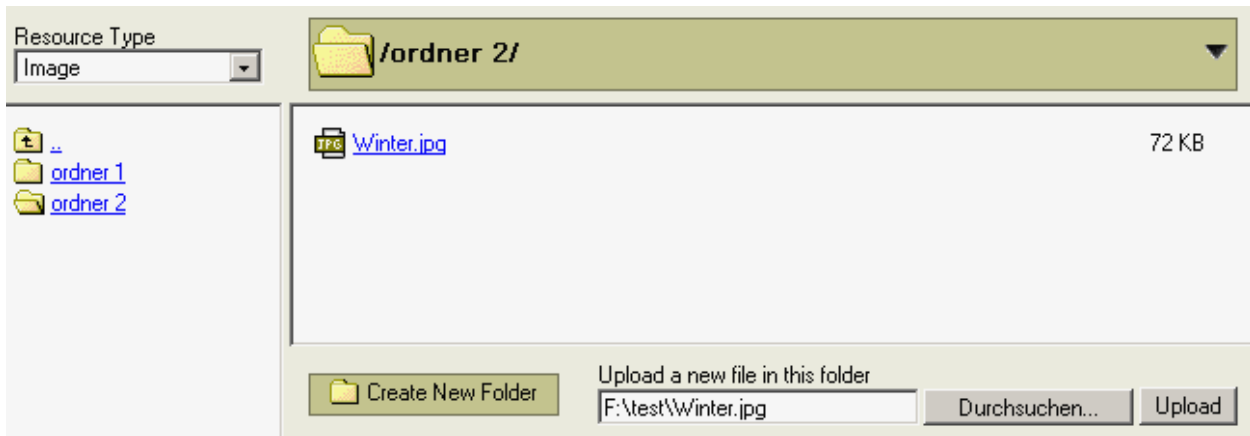 Resource Type
Image
/ordner 2/
..
ordner 1
ordner 2
JPG Winter.jpg 72 KB
Create New Folder
Upload a new file in this folder
F:\test\Winter.jpg Durchsuchen... Upload